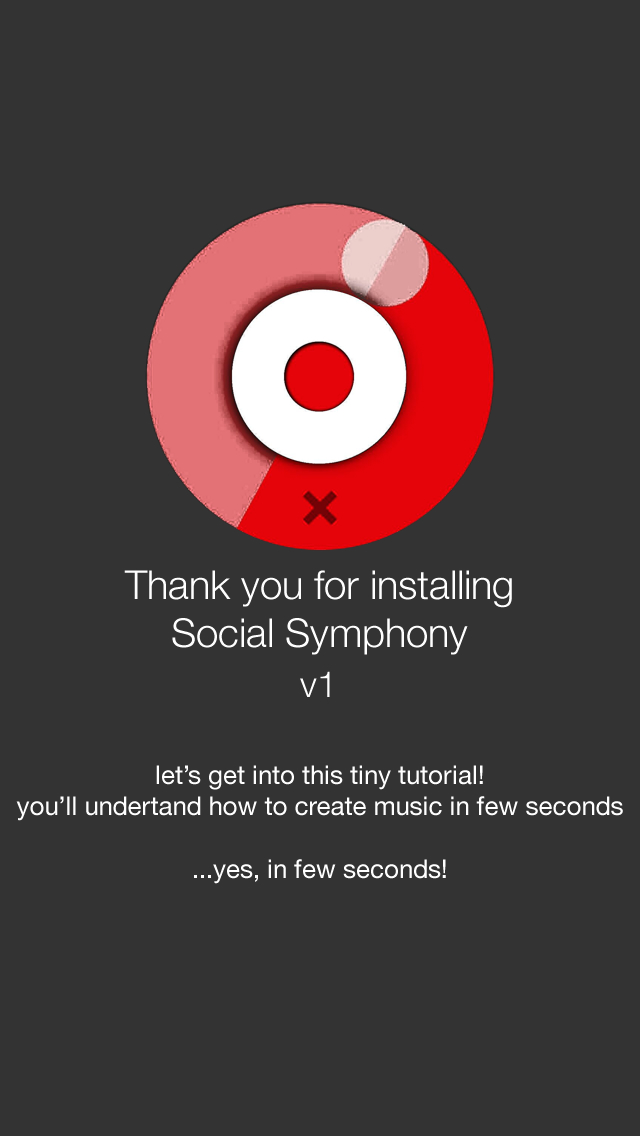 Thank you for installing
Social Symphony
v1
let’s get into this tiny tutorial!
you’ll undertand how to create music in few seconds
...yes, in few seconds!